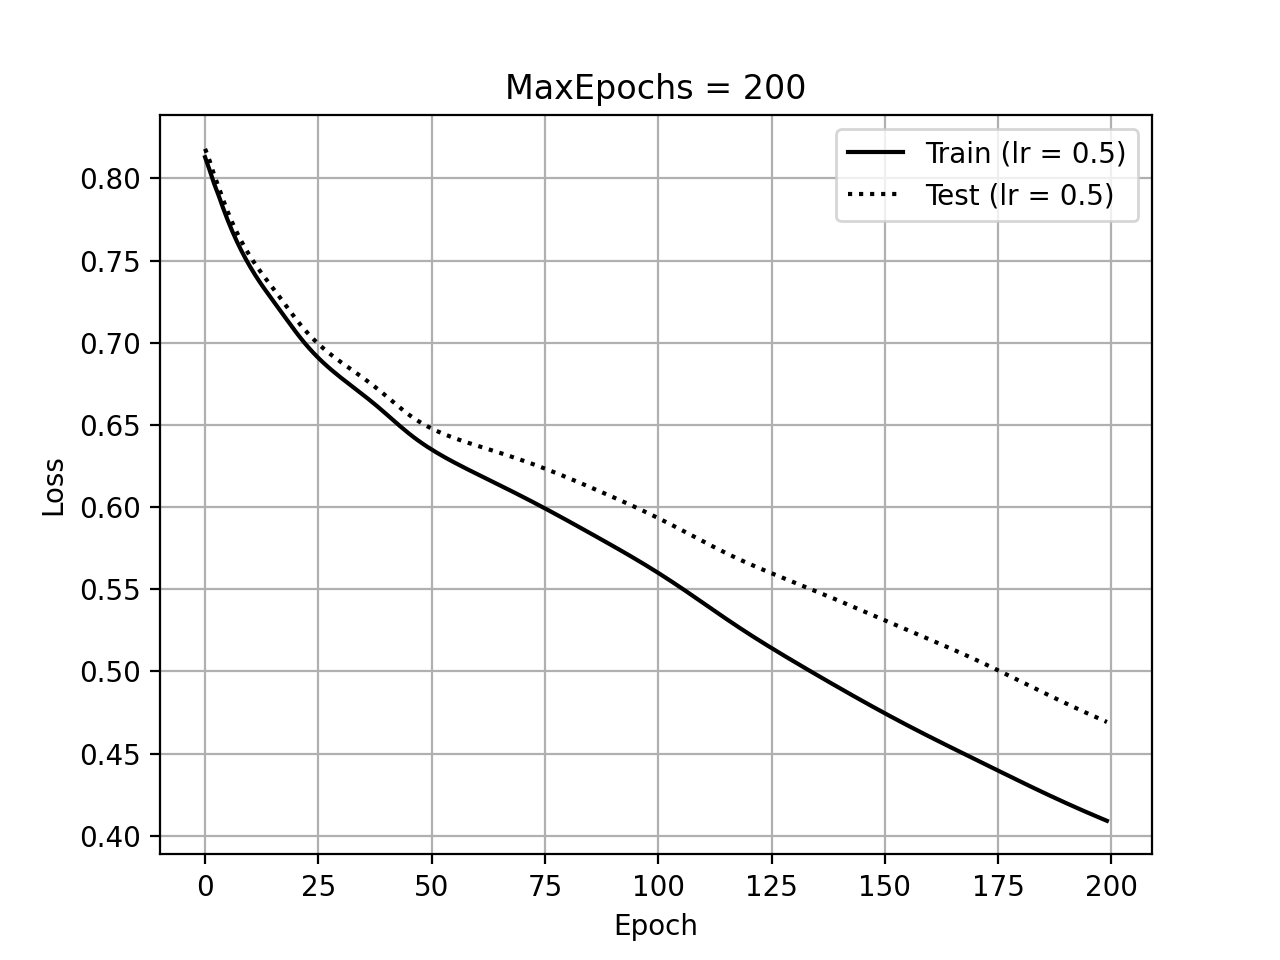 MaxEpochs = 200
Train (lr = 0.5)
Test (lr = 0.5)
0.80
0.75
0.70
0.65
0.60
0.55
0.50
0.45
0.40
Loss
0 25 50 75 100 125 150 175 200
Epoch